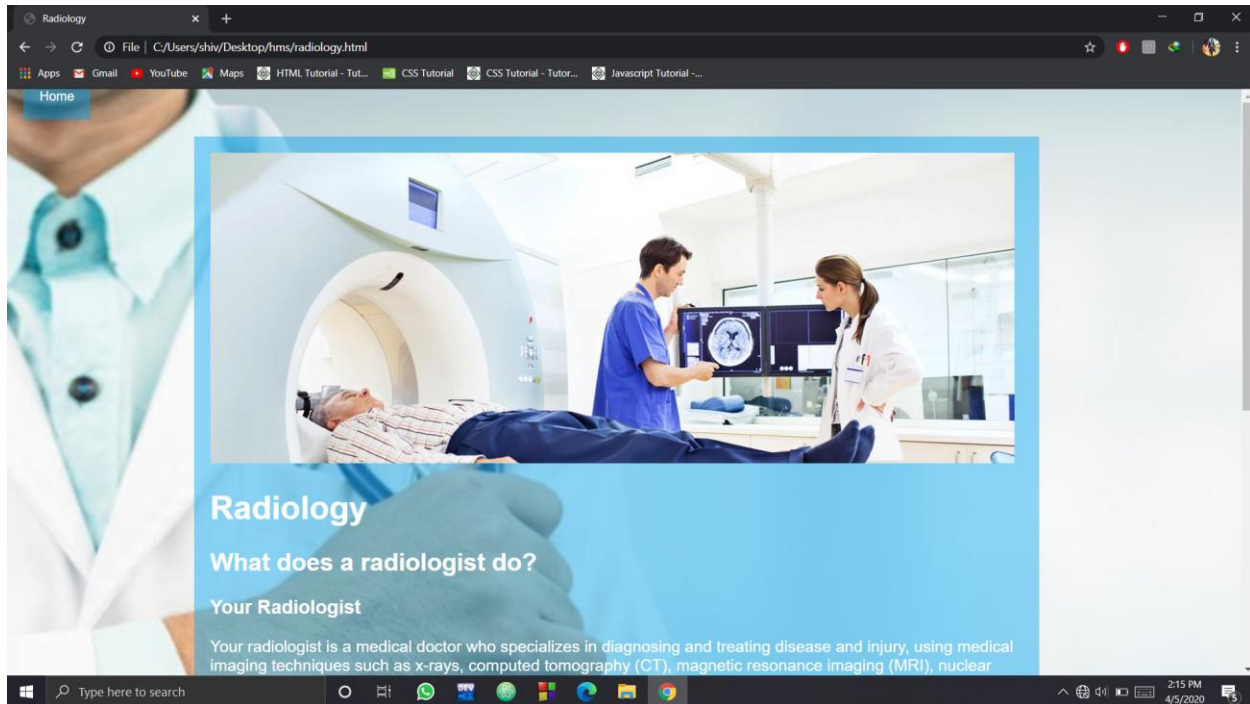 Radiology
File | C:/Users/shiv/Desktop/hms/radiology.html
Apps Gmail YouTube Maps HTML Tutorial - Tut... CSS Tutorial CSS Tutorial - Tutor... Javascript Tutorial -...
Home
Radiology
What does a radiologist do?
Your Radiologist
Your radiologist is a medical doctor who specializes in diagnosing and treating disease and injury, using medical
imaging techniques such as x-rays, computed tomography (CT), magnetic resonance imaging (MRI), nuclear
Type here to search
DEV
2:15 PM
4/5/2020
5